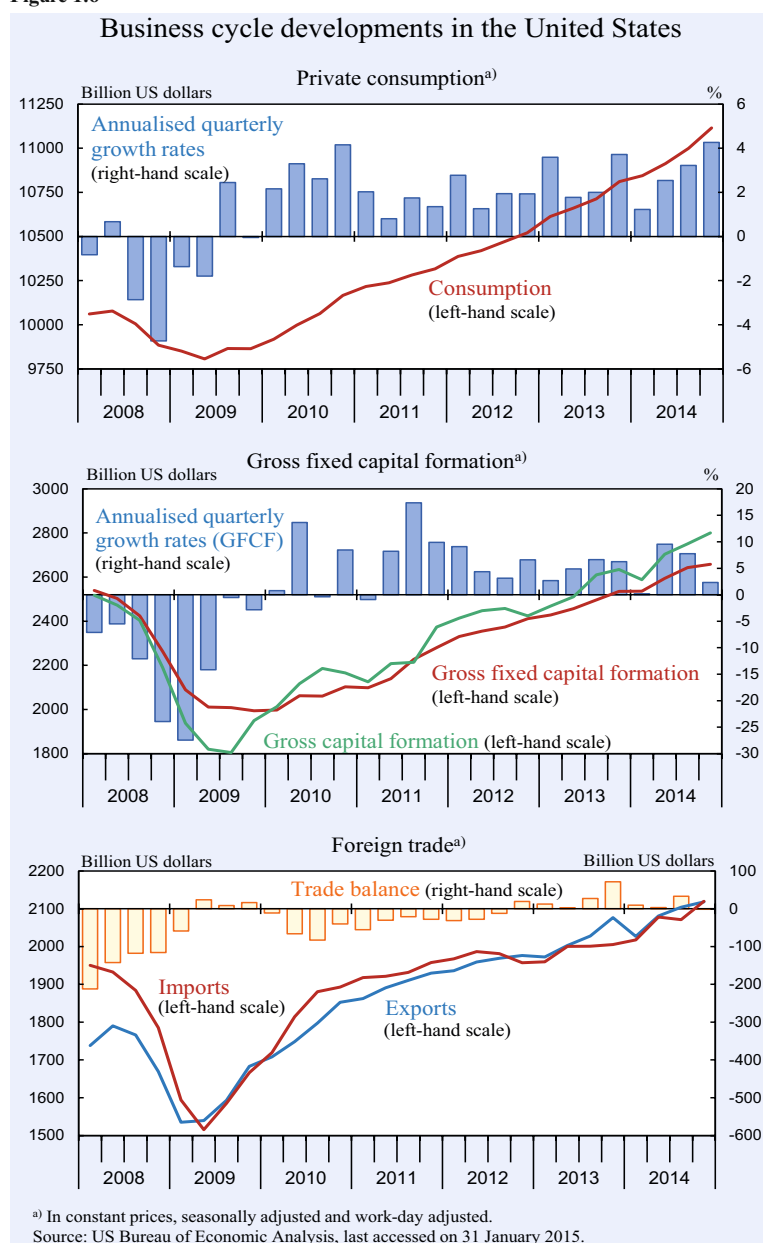 Business cycle developments in the United States
Private consumptiona)
Billion US dollars %
11250 6
Annualised quarterly
growth rates
(right-hand scale)
11000 4
10750 2
10500 0
10250 -2
Consumption
(left-hand scale)
10000 -4
9750 -6
2008 2009 2010 2011 2012 2013 2014
Gross fixed capital formationa)
Billion US dollars %
3000 20
Annualised quarterly
growth rates (GFCF)
(right-hand scale)
15
2800 10
5
2600 0
2400 -5
-10
2200 -15
Gross fixed capital formation
(left-hand scale)
2000 -20
Gross capital formation (left-hand scale)
-25
1800 -30
2008 2009 2010 2011 2012 2013 2014
Foreign tradea)
Billion US dollars Billion US dollars
2200 100
Trade balance (right-hand scale)
2100 0
2000 -100
Imports
(left-hand scale)
1900 -200
Exports
(left-hand scale)
1800 -300
1700 -400
1600 -500
1500 -600
2008 2009 2010 2011 2012 2013 2014
a) In constant prices, seasonally adjusted and work-day adjusted.
Source: US Bureau of Economic Analysis, last accessed on 31 January 2015.